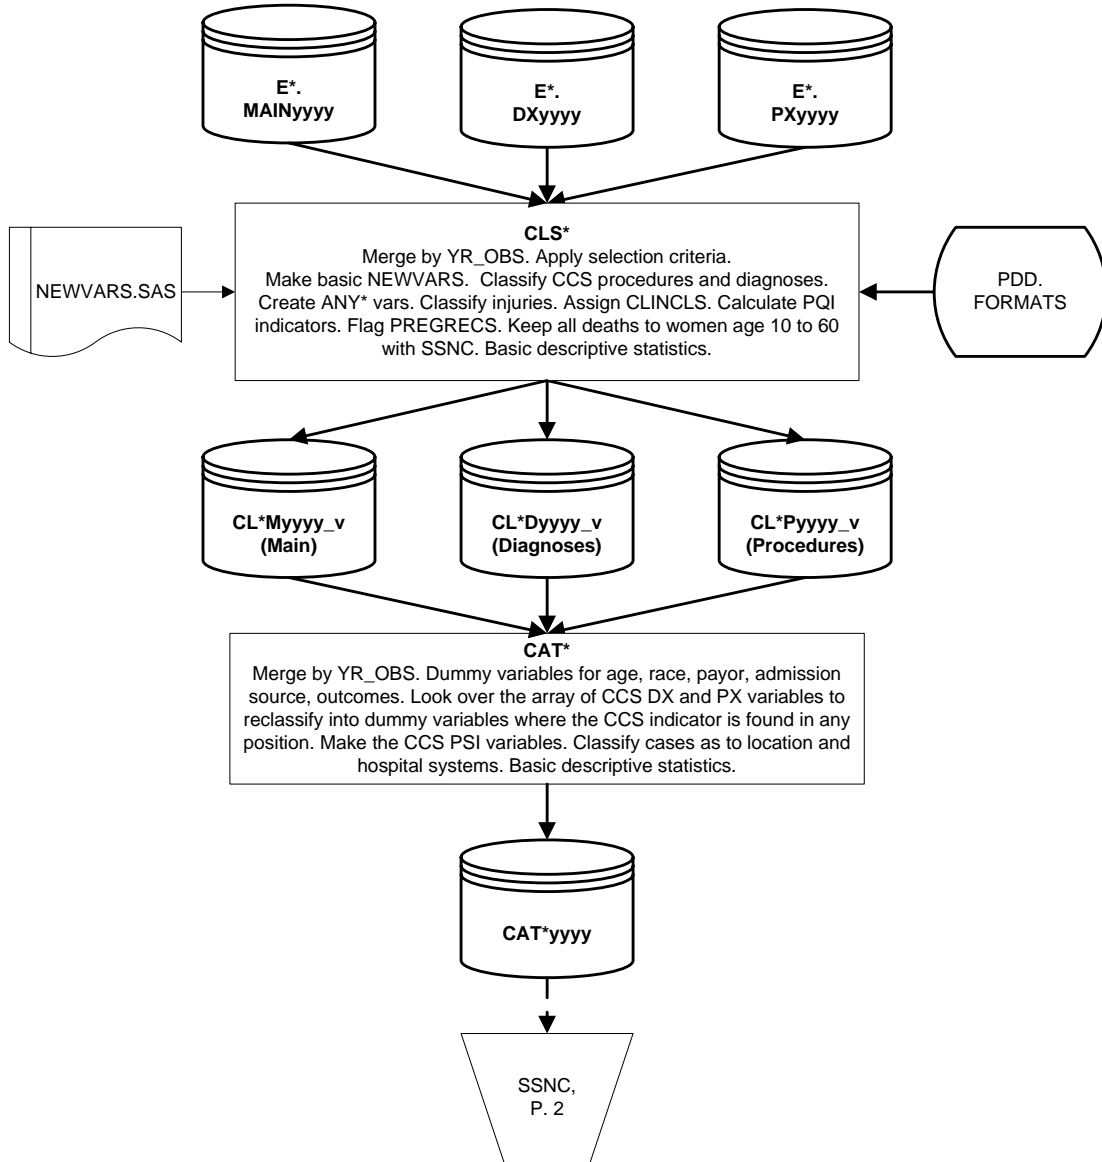 E*.
MAINyyyy
E*.
DXyyyy
E*.
PXyyyy
NEWVARS.SAS
CLS*
Merge by YR_OBS. Apply selection criteria.
Make basic NEWVARS. Classify CCS procedures and diagnoses.
Create ANY* vars. Classify injuries. Assign CLINCLS. Calculate PQI
indicators. Flag PREGRECS. Keep all deaths to women age 10 to 60
with SSNC. Basic descriptive statistics.
PDD.
FORMATS
CL*Myyyy_v
(Main)
CL*Dyyyy_v
(Diagnoses)
CL*Pyyyy_v
(Procedures)
CAT*
Merge by YR_OBS. Dummy variables for age, race, payor, admission
source, outcomes. Look over the array of CCS DX and PX variables to
reclassify into dummy variables where the CCS indicator is found in any
position. Make the CCS PSI variables. Classify cases as to location and
hospital systems. Basic descriptive statistics.
CAT*yyyy
SSNC,
P. 2